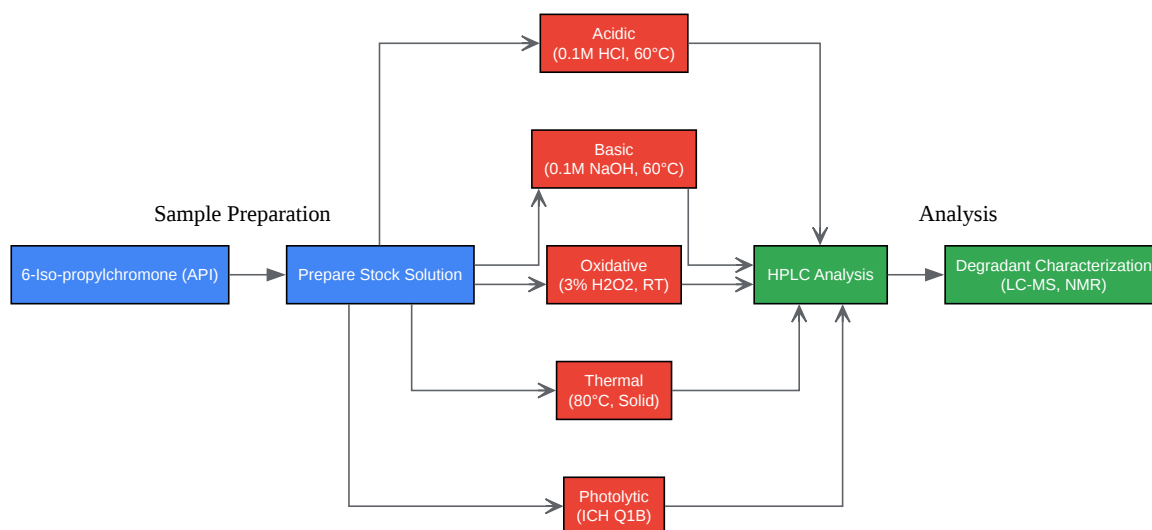 Acidic
(0.1M HCl, 60°C)
Basic
(0.1M NaOH, 60°C)
Sample Preparation
Analysis
6-Iso-propylchromone (API)
Prepare Stock Solution
Oxidative
(3% H2O2, RT)
HPLC Analysis
Degradant Characterization
(LC-MS, NMR)
Thermal
(80°C, Solid)
Photolytic
(ICH Q1B)